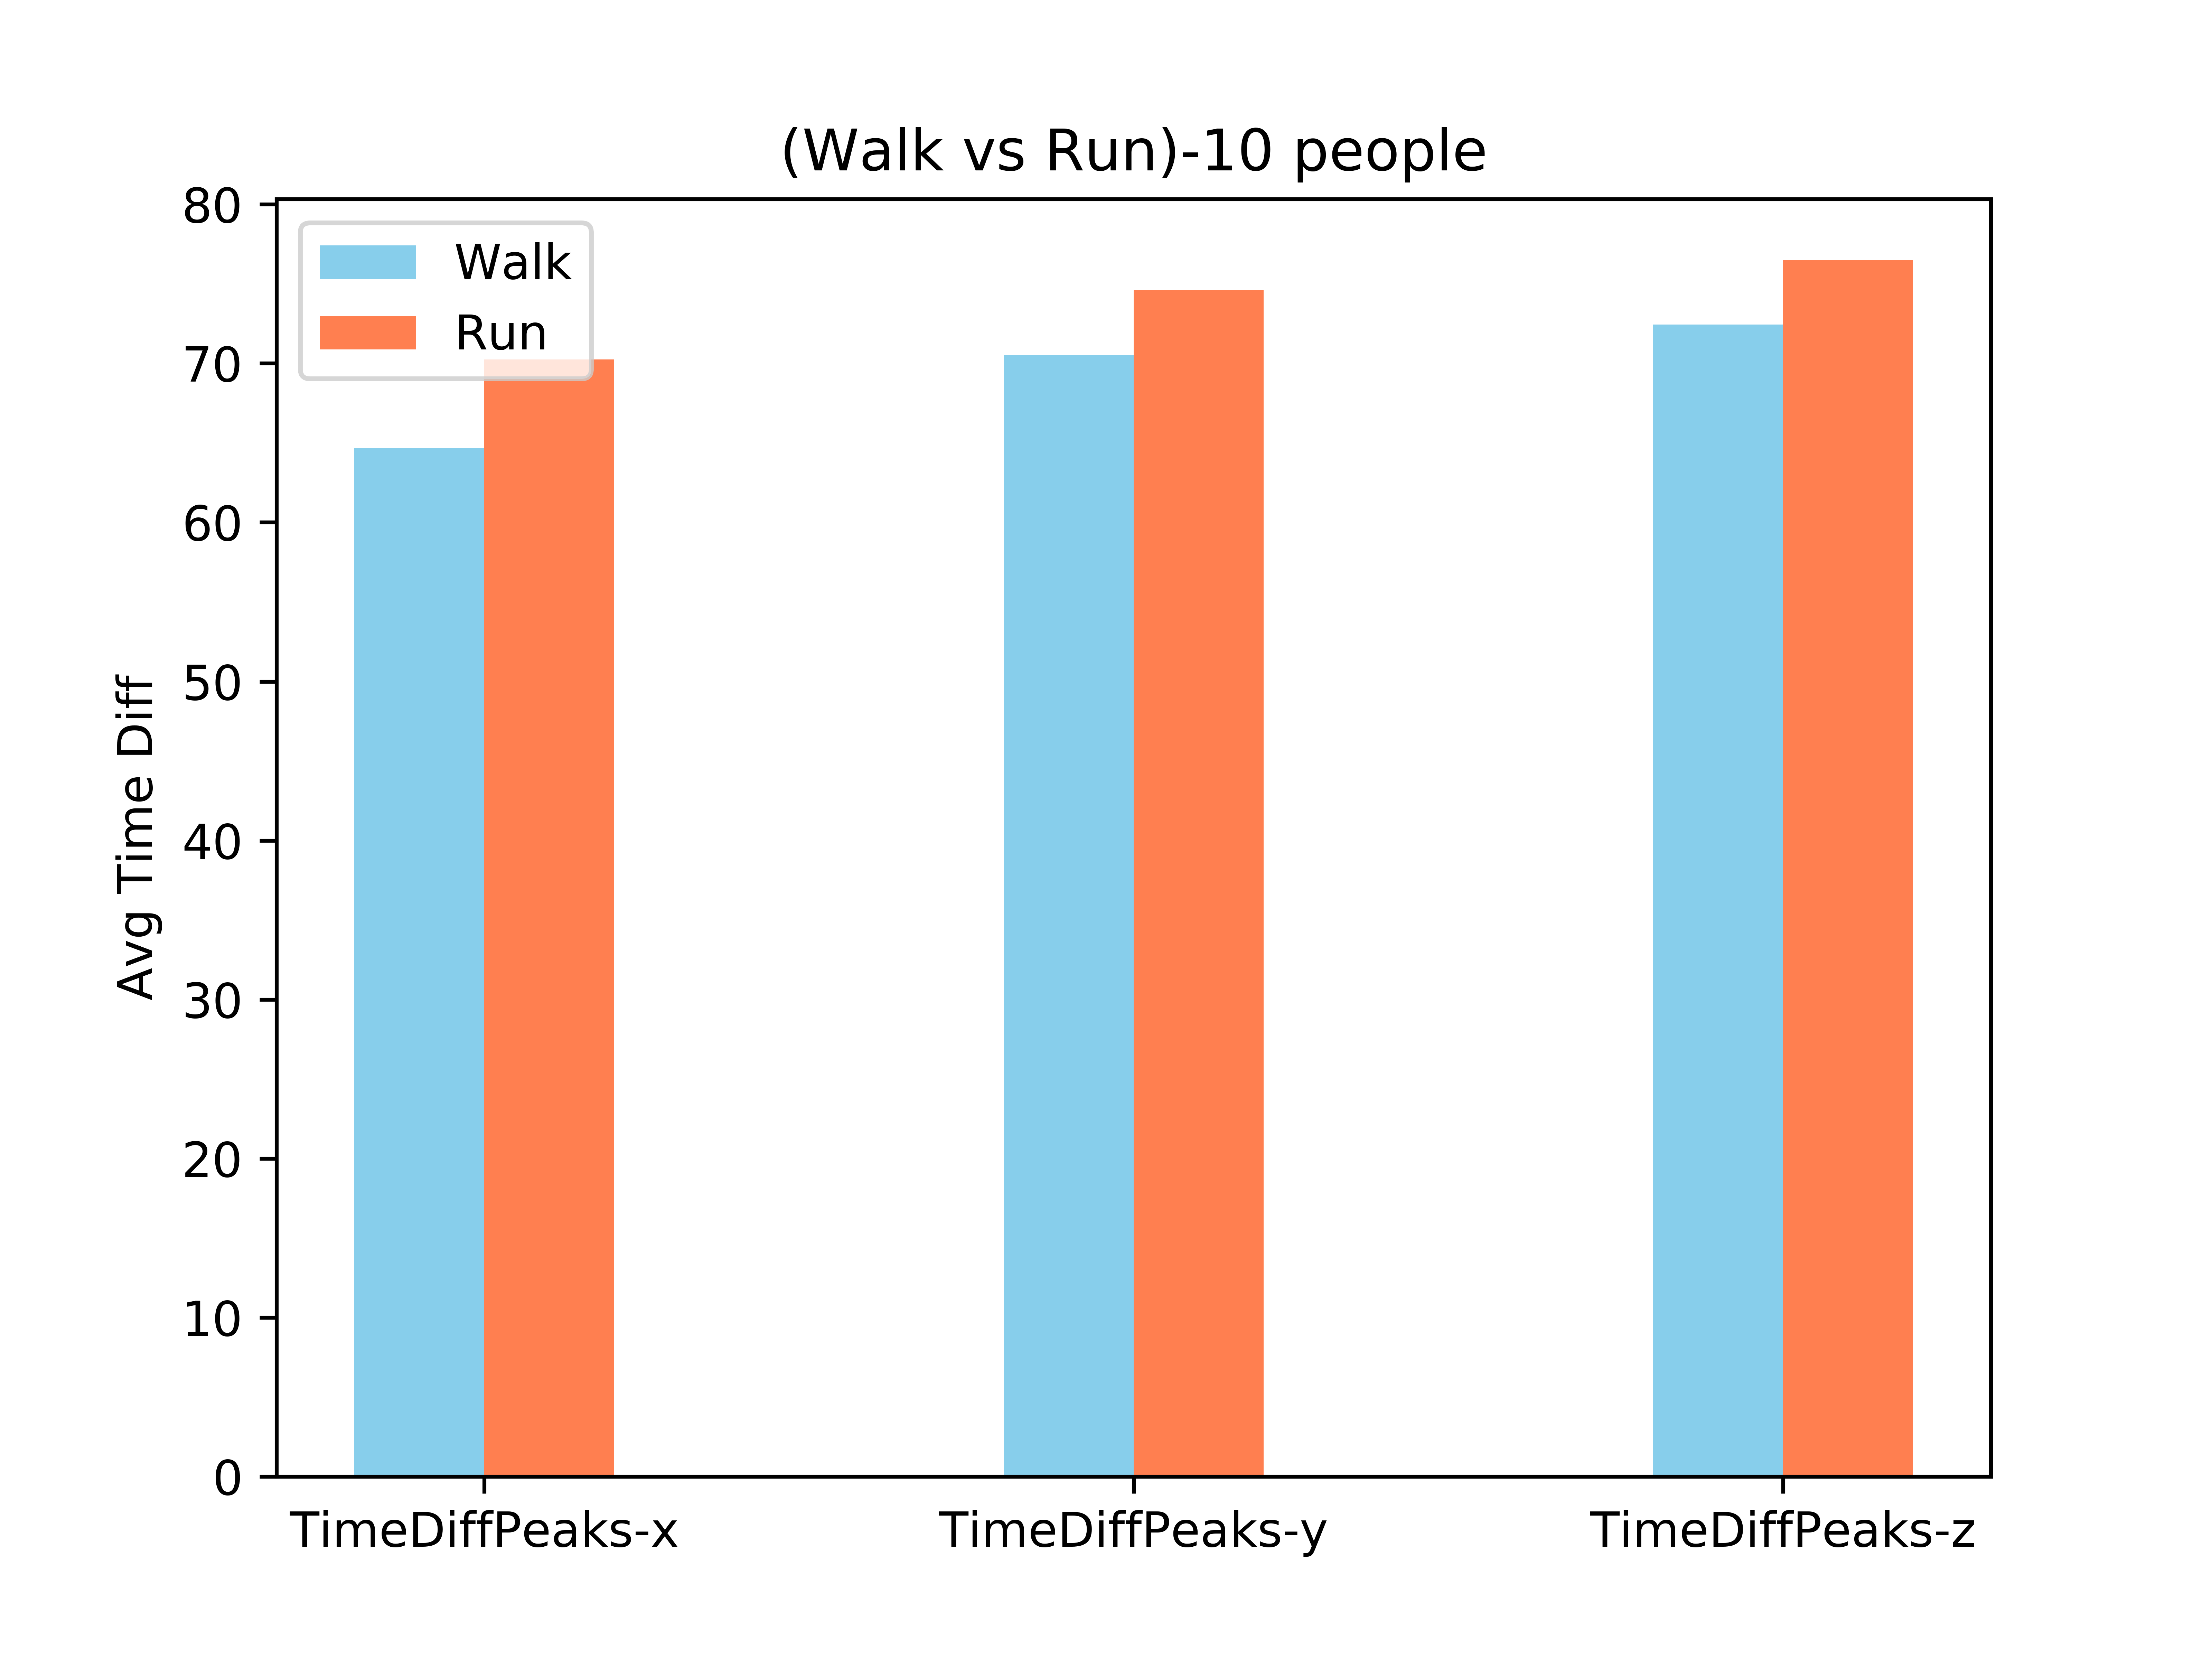 (Walk vs Run)-10 people
Walk
Run
Avg Time Diff
80
70
60
50
40
30
20
10
0
TimeDiffPeaks-x
TimeDiffPeaks-y
TimeDiffPeaks-z